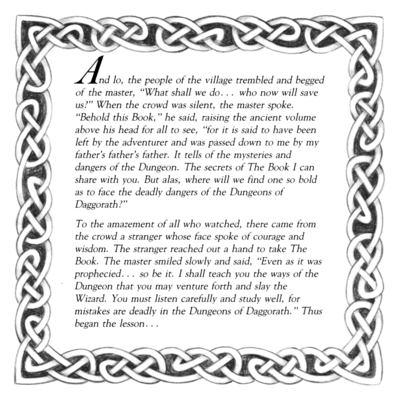 And lo, the people of the village trembled and begged
of the master, “What shall we do... who now will save
us?” When the crowd was silent, the master spoke.
“Behold this Book,” he said, raising the ancient volume
above his head for all to see, “for it is said to have been
left by the adventurer and was passed down to me by my
father's father's father. It tells of the mysteries and
dangers of the Dungeon. The secrets of The Book I can
share with you. But alas, where will we find one so bold
as to face the deadly dangers of the Dungeons of
Daggorath?”
To the amazement of all who watched, there came from
the crowd a stranger whose face spoke of courage and
wisdom. The stranger reached out a hand to take The
Book. The master smiled slowly and said, “Even as it was
prophecied... so be it. I shall teach you the ways of the
Dungeon that you may venture forth and slay the
Wizard. You must listen carefully and study well, for
mistakes are deadly in the Dungeons of Daggorath.” Thus
began the lesson...